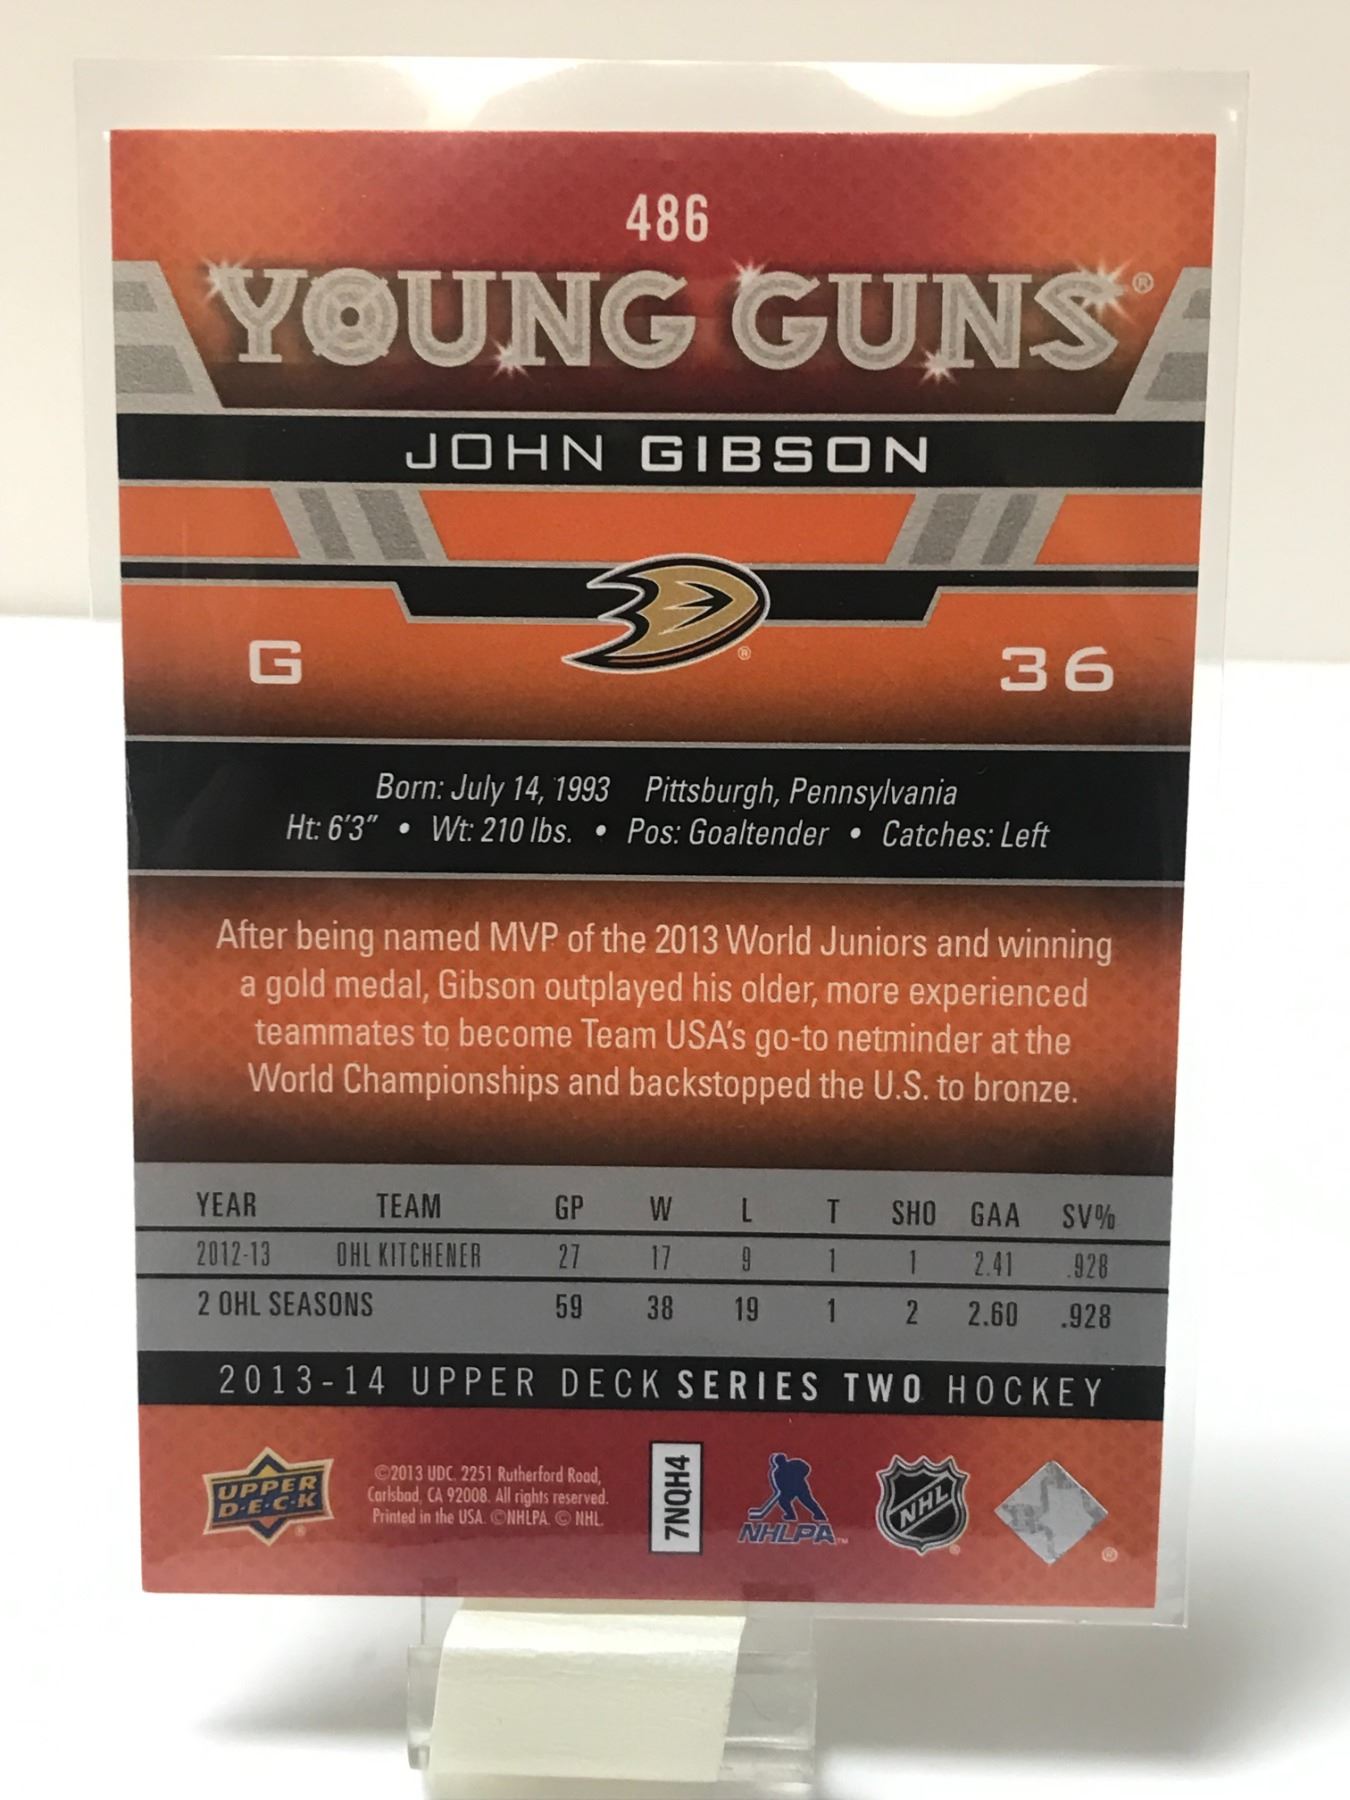 486
YOUNG GUNS®
JOHN GIBSON
®
G 36
Born: July 14, 1993 Pittsburgh, Pennsylvania
Ht: 6'3" • Wt: 210 lbs. • Pos: Goaltender • Catches: Left
After being named MVP of the 2013 World Juniors and winning
a gold medal, Gibson outplayed his older, more experienced
teammates to become Team USA's go-to netminder at the
World Championships and backstopped the U.S. to bronze.
YEAR TEAM GP W L T SHO GAA SV%
2012-13 OHL KITCHENER 27 17 9 1 1 2.41 .928
2 OHL SEASONS 59 38 19 1 2 2.60 .928
2013-14 UPPER DECK SERIES TWO HOCKEY
UPPER
D·E·C·K
®
©2013 UDC. 2251 Rutherford Road,
Carlsbad, CA 92008. All rights reserved.
Printed in the USA. ©NHLPA. © NHL.
7NQH4
NHLPA™
NHL
®
®